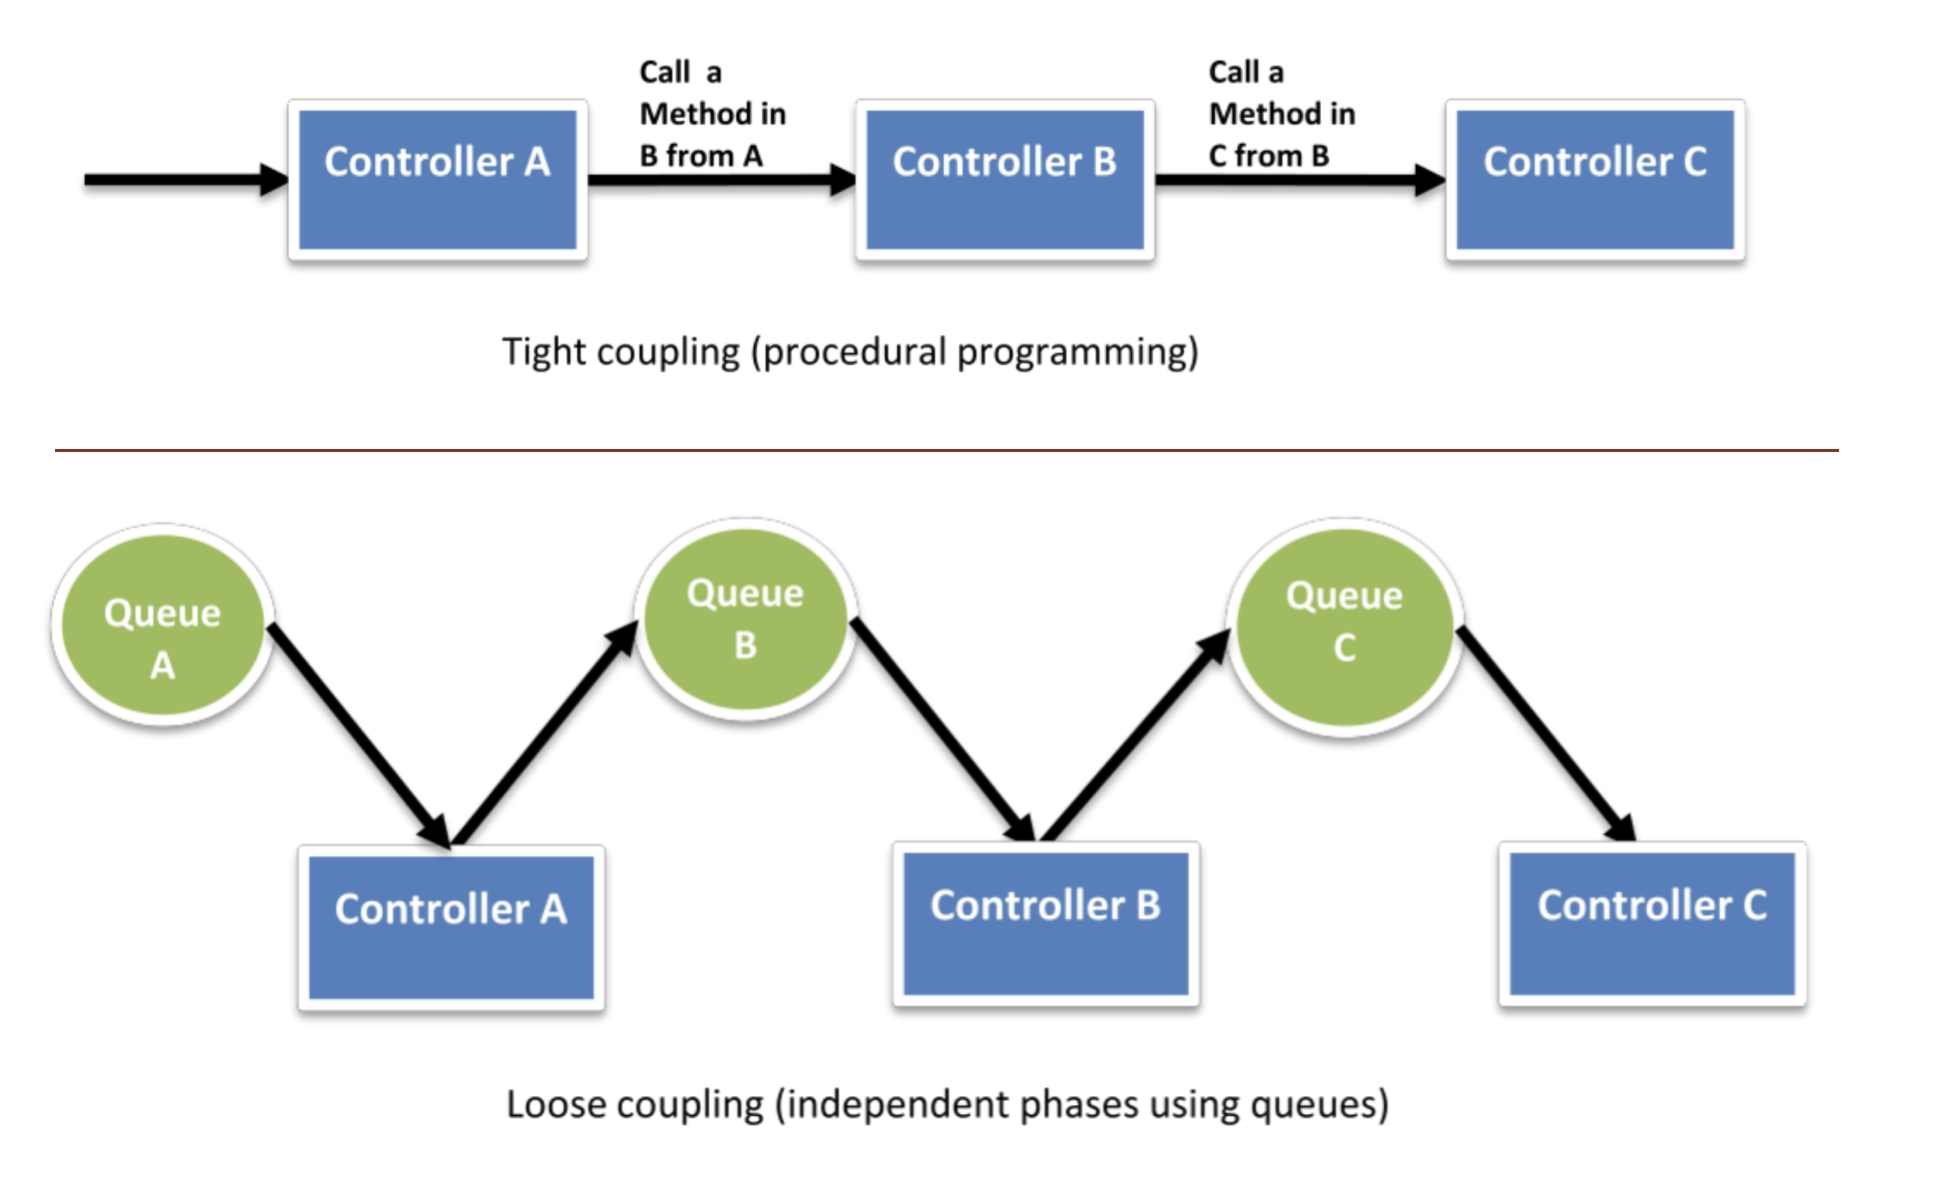 Call a
Method in
B from A
Call a
Method in
C from B
Controller A
Controller B
Controller C
Tight coupling (procedural programming)
Queue
A
Queue
B
Queue
C
Controller A
Controller B
Controller C
Loose coupling (independent phases using queues)